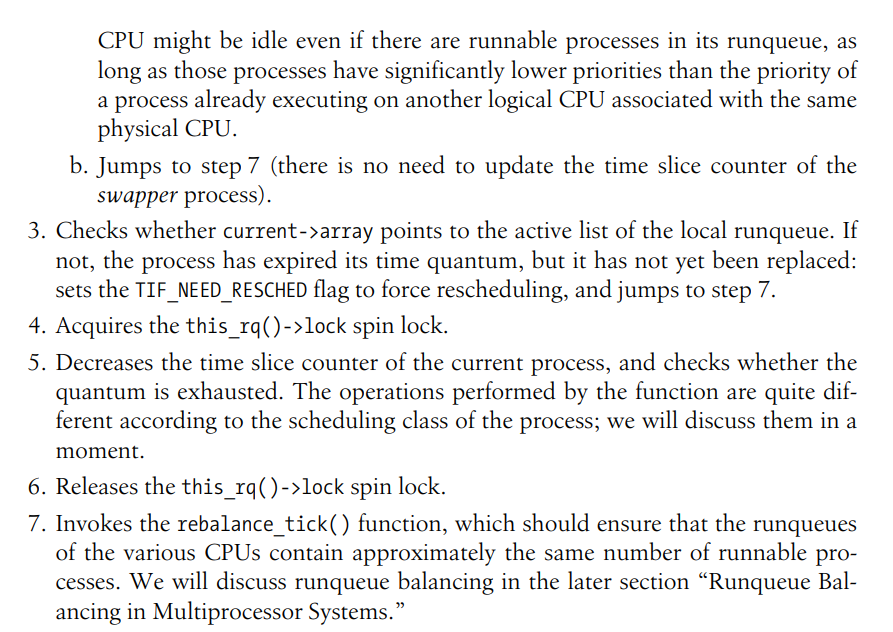 CPU might be idle even if there are runnable processes in its runqueue, as
long as those processes have significantly lower priorities than the priority of
a process already executing on another logical CPU associated with the same
physical CPU.
b. Jumps to step 7 (there is no need to update the time slice counter of the
swapper process).
3. Checks whether current->array points to the active list of the local runqueue. If
not, the process has expired its time quantum, but it has not yet been replaced:
sets the TIF_NEED_RESCHED flag to force rescheduling, and jumps to step 7.
4. Acquires the this_rq()->lock spin lock.
5. Decreases the time slice counter of the current process, and checks whether the
quantum is exhausted. The operations performed by the function are quite dif-
ferent according to the scheduling class of the process; we will discuss them in a
moment.
6. Releases the this_rq()->lock spin lock.
7. Invokes the rebalance_tick() function, which should ensure that the runqueues
of the various CPUs contain approximately the same number of runnable pro-
cesses. We will discuss runqueue balancing in the later section “Runqueue Bal-
ancing in Multiprocessor Systems.”